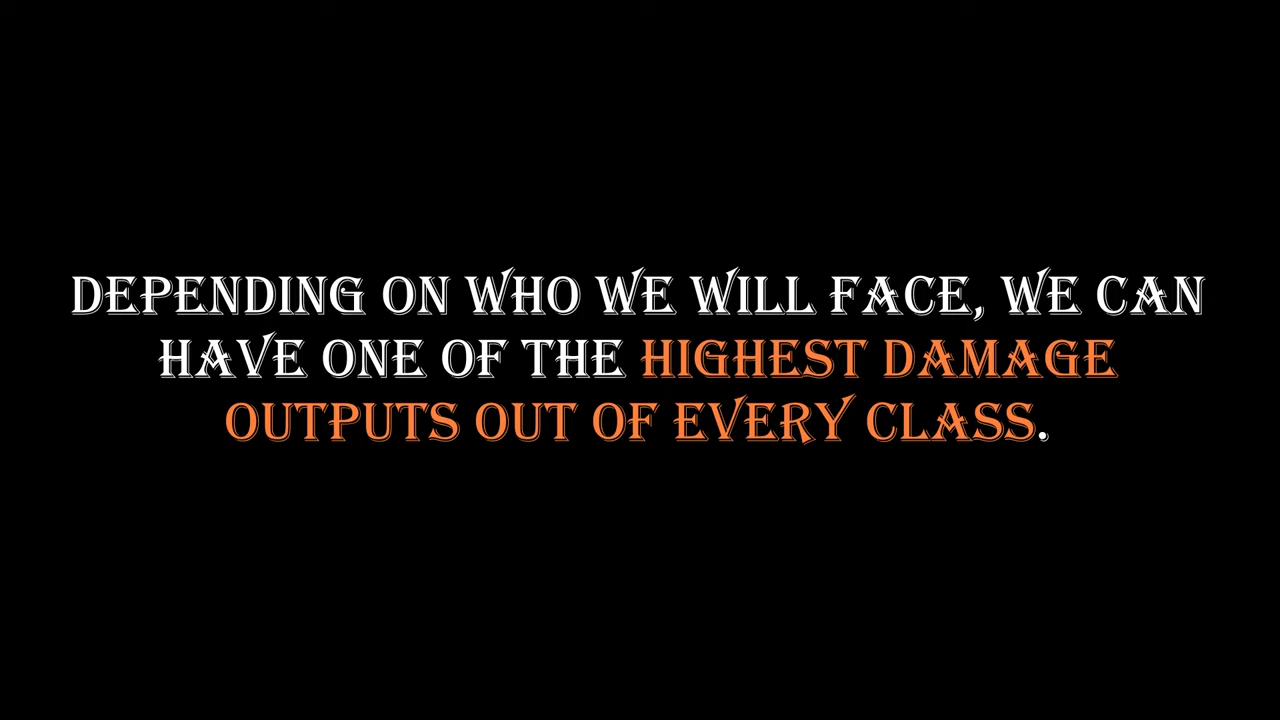 DEPENDING ON WHO WE WILL FACE, WE CAN
HAVE ONE OF THE HIGHEST DAMAGE
OUTPUTS OUT OF EVERY CLASS.